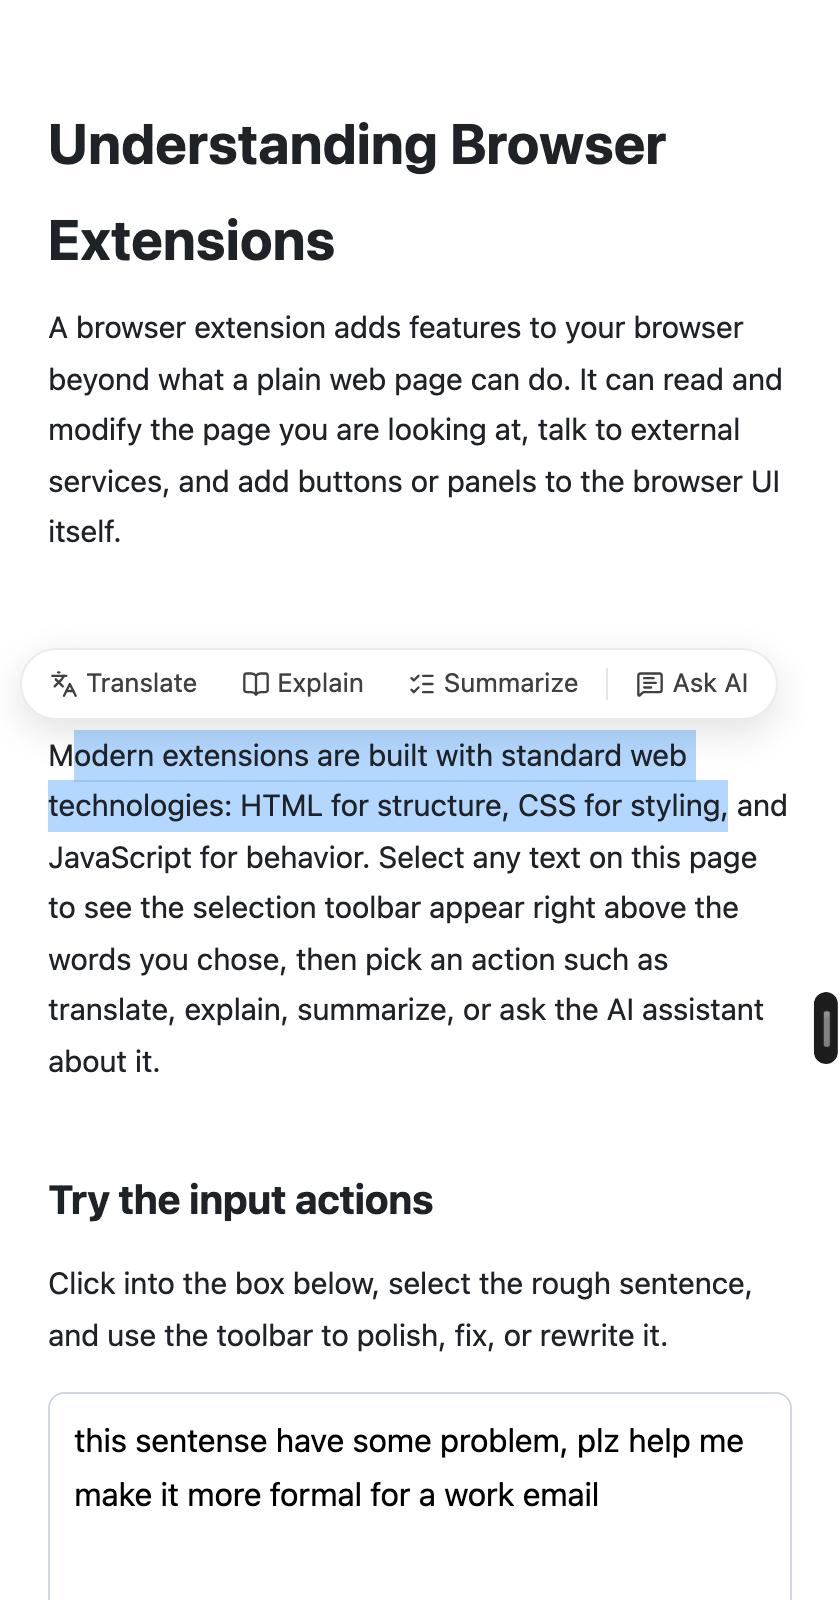 Understanding Browser
Extensions
A browser extension adds features to your browser
beyond what a plain web page can do. It can read and
modify the page you are looking at, talk to external
services, and add buttons or panels to the browser UI
itself.
Translate Explain Summarize Ask AI
Modern extensions are built with standard web
technologies: HTML for structure, CSS for styling, and
JavaScript for behavior. Select any text on this page
to see the selection toolbar appear right above the
words you chose, then pick an action such as
translate, explain, summarize, or ask the AI assistant
about it.
Try the input actions
Click into the box below, select the rough sentence,
and use the toolbar to polish, fix, or rewrite it.
this sentense have some problem, plz help me
make it more formal for a work email